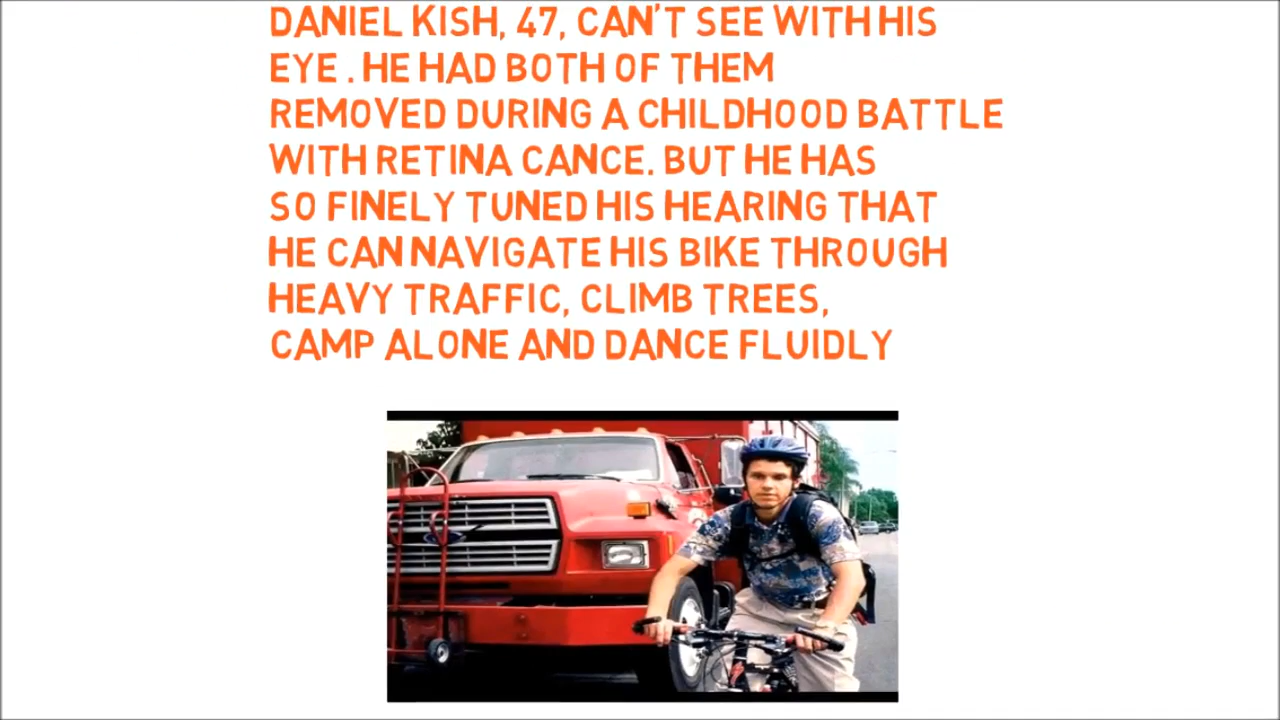 DANIEL KISH, 47, CAN'T SEE WITH HIS
EYE . HE HAD BOTH OF THEM
REMOVED DURING A CHILDHOOD BATTLE
WITH RETINA CANCE. BUT HE HAS
SO FINELY TUNED HIS HEARING THAT
HE CAN NAVIGATE HIS BIKE THROUGH
HEAVY TRAFFIC, CLIMB TREES,
CAMP ALONE AND DANCE FLUIDLY